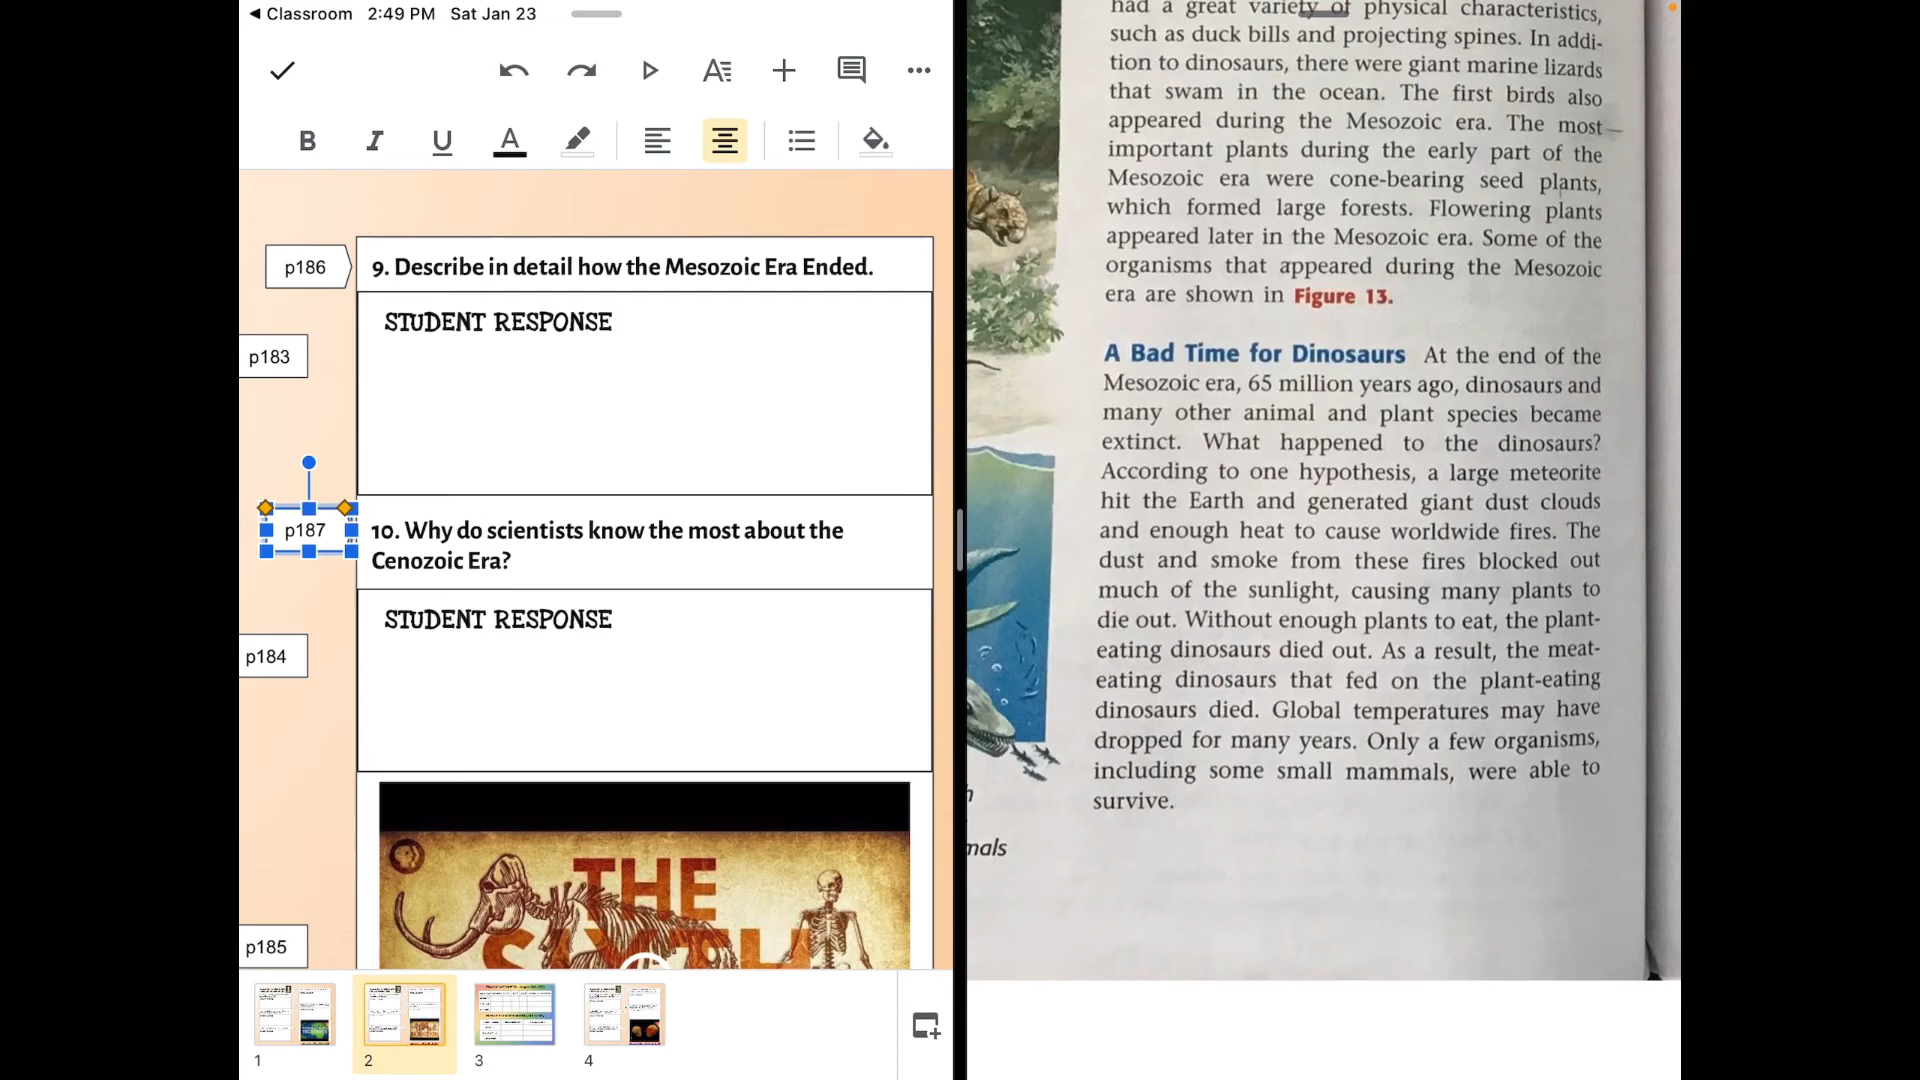 Classroom 2:49 PM Sat Jan 23
B I U A
p186
9. Describe in detail how the Mesozoic Era Ended.
STUDENT RESPONSE
p183
p187
10. Why do scientists know the most about the
Cenozoic Era?
STUDENT RESPONSE
p184
THE
SIXTH
p185
1
2
3
4
had a great variety of physical characteristics,
such as duck bills and projecting spines. In addi-
tion to dinosaurs, there were giant marine lizards
that swam in the ocean. The first birds also
appeared during the Mesozoic era. The most
important plants during the early part of the
Mesozoic era were cone-bearing seed plants,
which formed large forests. Flowering plants
appeared later in the Mesozoic era. Some of the
organisms that appeared during the Mesozoic
era are shown in Figure 13.
A Bad Time for Dinosaurs At the end of the
Mesozoic era, 65 million years ago, dinosaurs and
many other animal and plant species became
extinct. What happened to the dinosaurs?
According to one hypothesis, a large meteorite
hit the Earth and generated giant dust clouds
and enough heat to cause worldwide fires. The
dust and smoke from these fires blocked out
much of the sunlight, causing many plants to
die out. Without enough plants to eat, the plant-
eating dinosaurs died out. As a result, the meat-
eating dinosaurs that fed on the plant-eating
dinosaurs died. Global temperatures may have
dropped for many years. Only a few organisms,
including some small mammals, were able to
survive.
h
mals